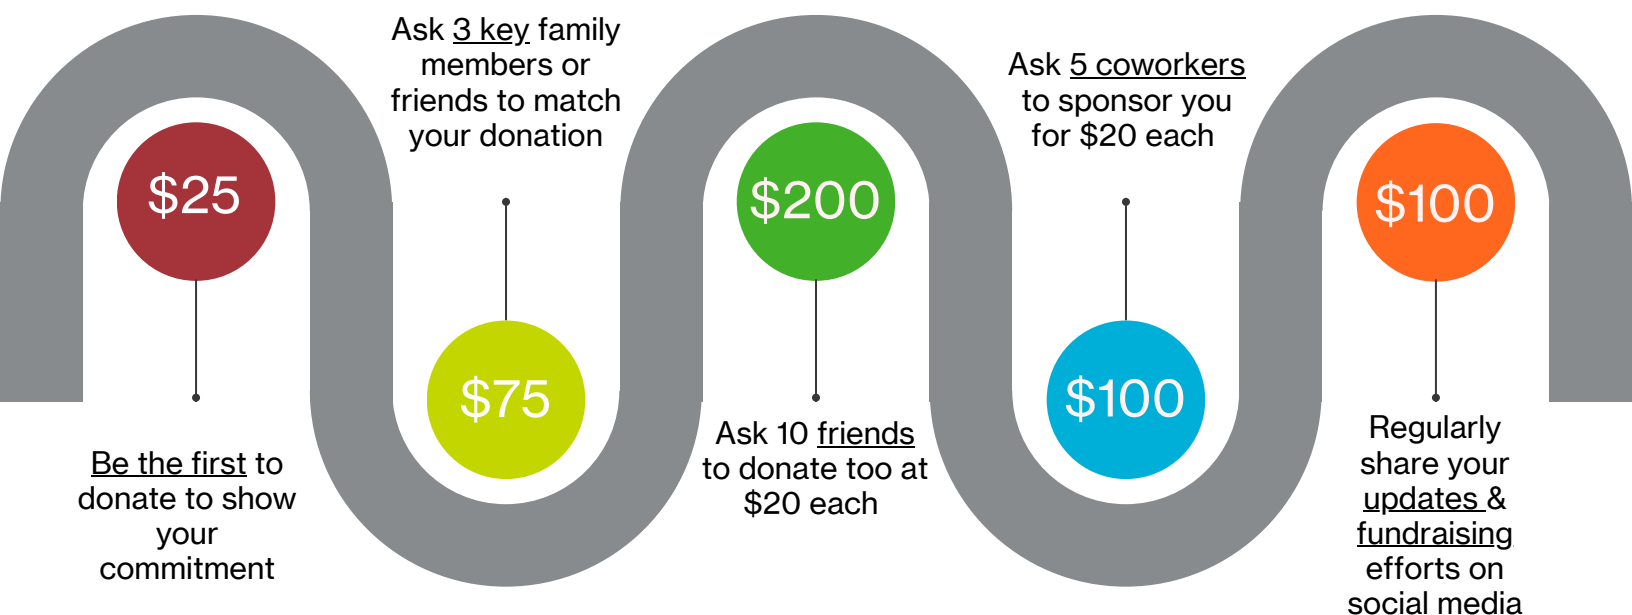 $25
Be the first to
donate to show
your
commitment
Ask 3 key family
members or
friends to match
your donation
$75
$200
Ask 10 friends
to donate too at
$20 each
Ask 5 coworkers
to sponsor you
for $20 each
$100
$100
Regularly
share your
updates &
fundraising
efforts on
social media